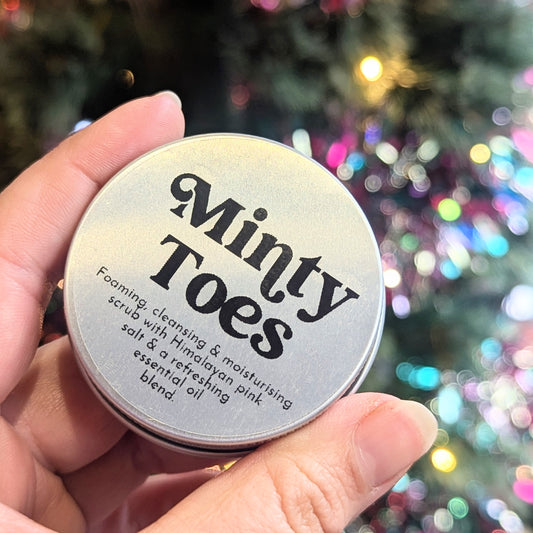 Minty
Toes
Foaming, cleansing & moisturising
scrub with Himalayan pink
salt & a refreshing
essential oil
blend.